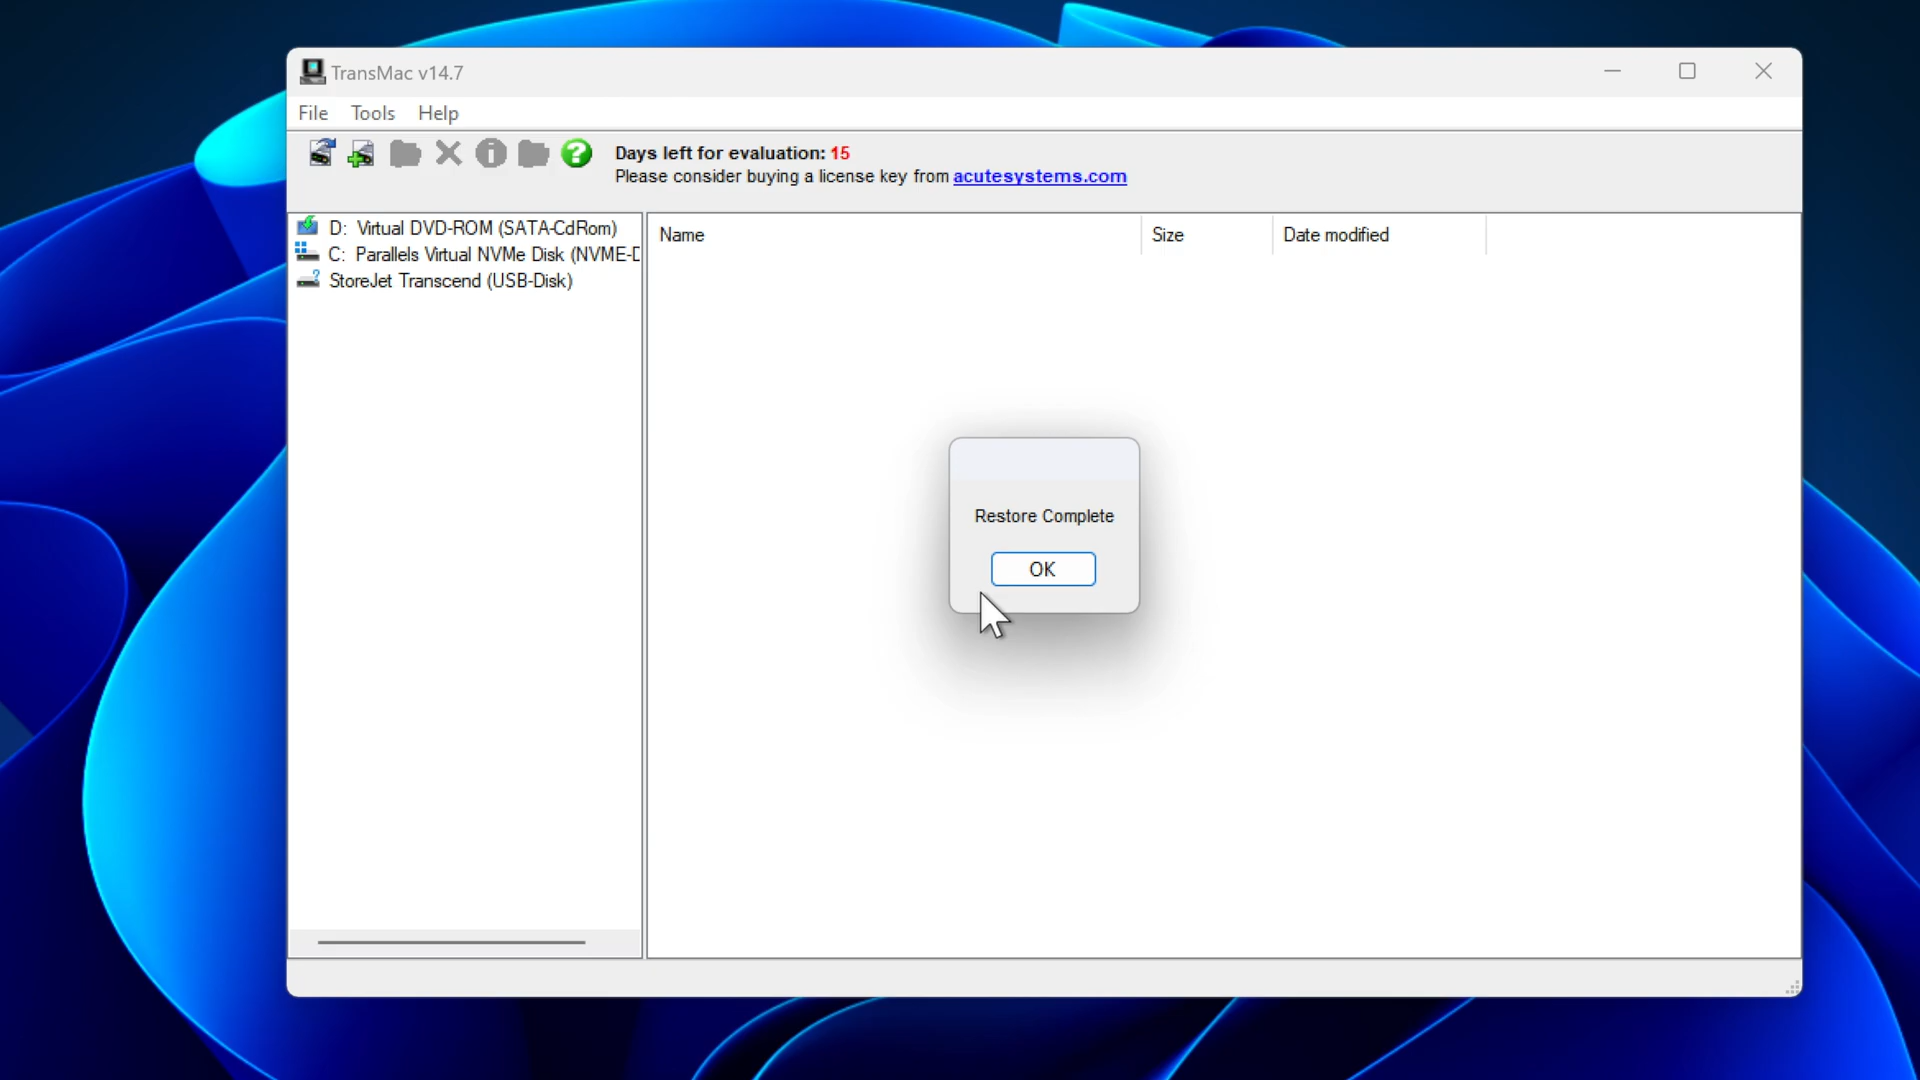 TransMac v14.7
File Tools Help
Days left for evaluation: 15
Please consider buying a license key from acutesystems.com
D: Virtual DVD-ROM (SATA-CdRom)
C: Parallels Virtual NVMe Disk (NVME-D
StoreJet Transcend (USB-Disk)
Name Size Date modified
Restore Complete
OK